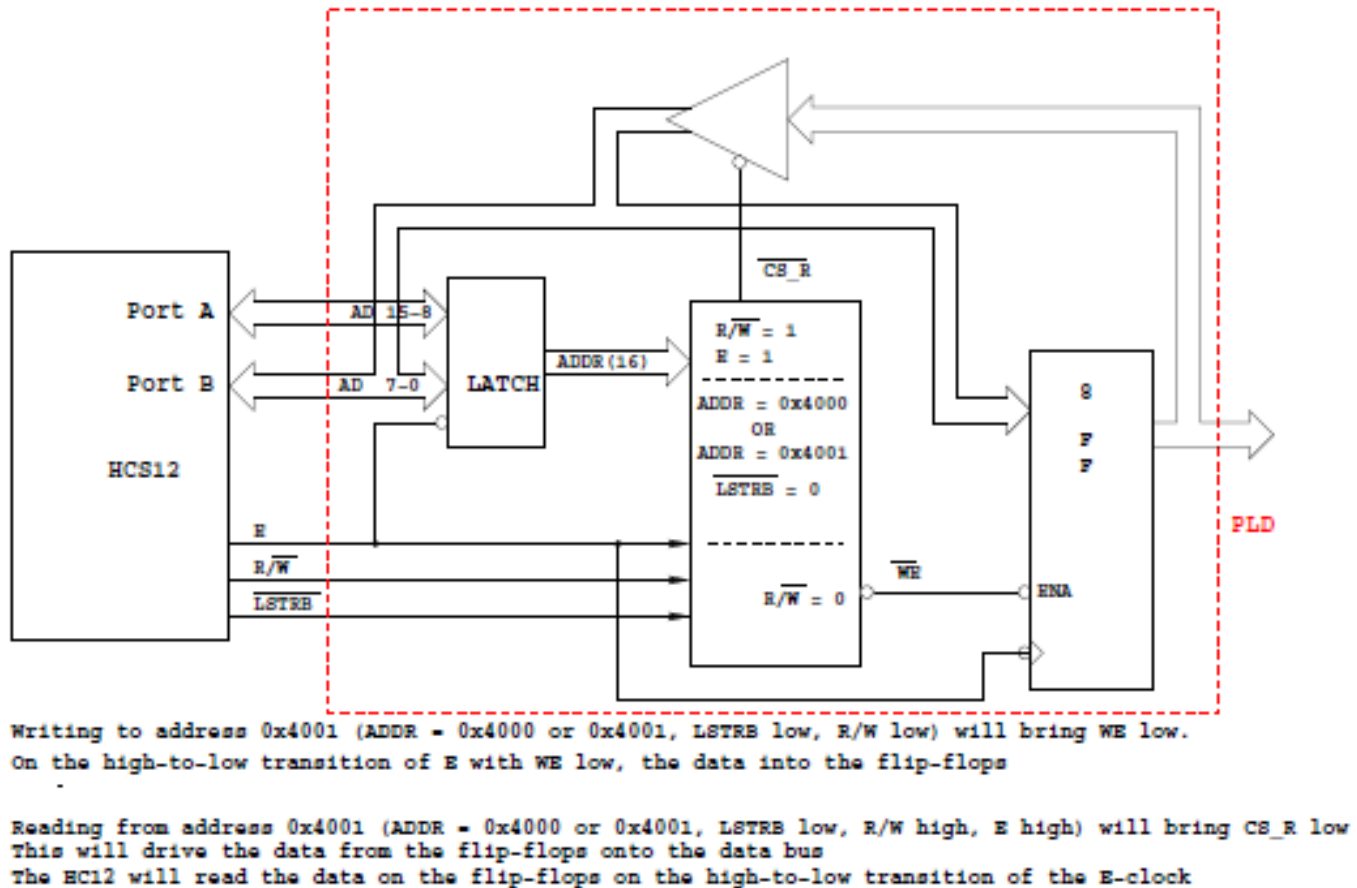 CS_R
Port A
AD 15-8
R/W = 1
E = 1
ADDR(16)
Port B
AD 7-0
LATCH
ADDR = 0x4000
OR
ADDR = 0x4001
8
F
F
HCS12
LSTRB = 0
E
PLD
R/W
WE
LSTRB
R/W = 0
ENA
Writing to address 0x4001 (ADDR = 0x4000 or 0x4001, LSTRB low, R/W low) will bring WE low.
On the high-to-low transition of E with WE low, the data into the flip-flops
Reading from address 0x4001 (ADDR = 0x4000 or 0x4001, LSTRB low, R/W high, E high) will bring CS_R low
This will drive the data from the flip-flops onto the data bus
The HC12 will read the data on the flip-flops on the high-to-low transition of the E-clock